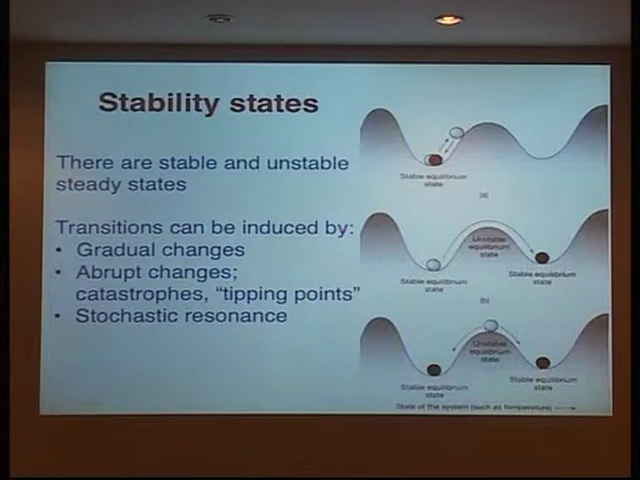 Stability states
There are stable and unstable
steady states
Transitions can be induced by:
• Gradual changes
• Abrupt changes;
catastrophes, "tipping points"
• Stochastic resonance
Stable equilibrium
state
(a)
Unstable
equilibrium
state
Stable equilibrium
state
Stable equilibrium
state
(b)
Unstable
equilibrium
state
Stable equilibrium
state
Stable equilibrium
state
State of the system (such as temperature)